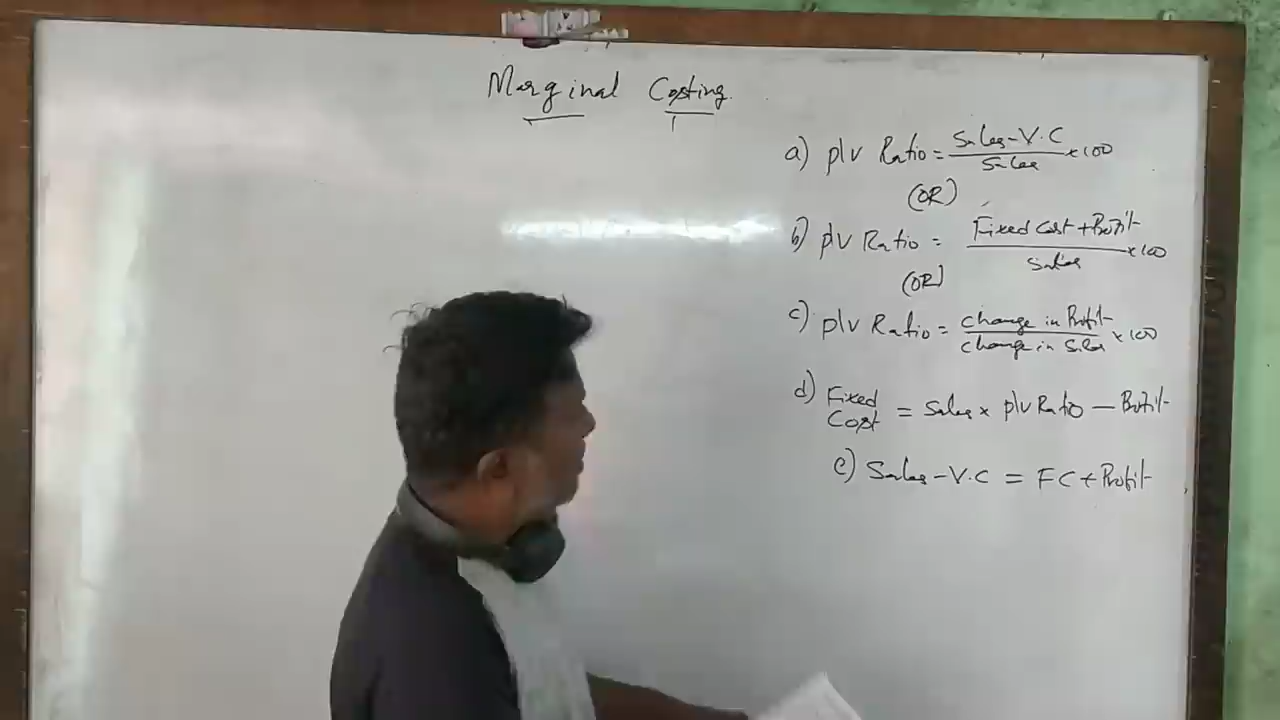 Marginal Costing
a) p/v Ratio = Sales-V.C / Sales ×100
(OR)
b) p/v Ratio = Fixed Cost + Profit / Sales ×100
(OR)
c) p/v Ratio = change in Profit / change in Sales ×100
d) Fixed Cost = Sales × p/v Ratio — Profit
e) Sales - V.C = FC + Profit